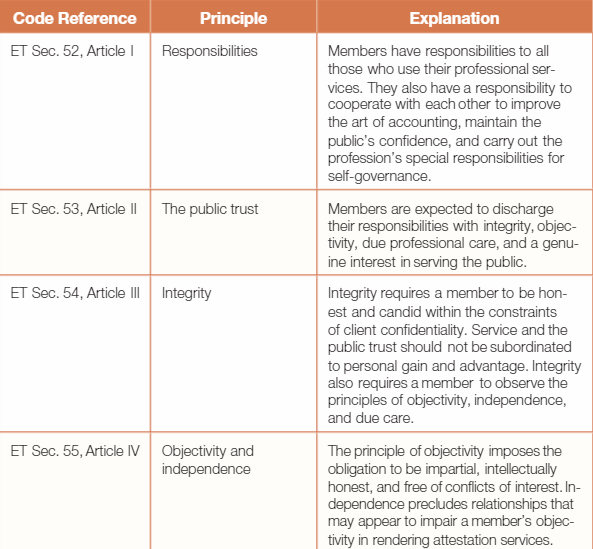 Code Reference Principle Explanation
ET Sec. 52, Article I Responsibilities Members have responsibilities to all
those who use their professional ser-
vices. They also have a responsibility to
cooperate with each other to improve
the art of accounting, maintain the
public's confidence, and carry out the
profession's special responsibilities for
self-governance.
ET Sec. 53, Article II The public trust Members are expected to discharge
their responsibilities with integrity, objec-
tivity, due professional care, and a genu-
ine interest in serving the public.
ET Sec. 54, Article III Integrity Integrity requires a member to be hon-
est and candid within the constraints
of client confidentiality. Service and the
public trust should not be subordinated
to personal gain and advantage. Integrity
also requires a member to observe the
principles of objectivity, independence,
and due care.
ET Sec. 55, Article IV Objectivity and The principle of objectivity imposes the
independence obligation to be impartial, intellectually
honest, and free of conflicts of interest. In-
dependence precludes relationships that
may appear to impair a member's objec-
tivity in rendering attestation services.